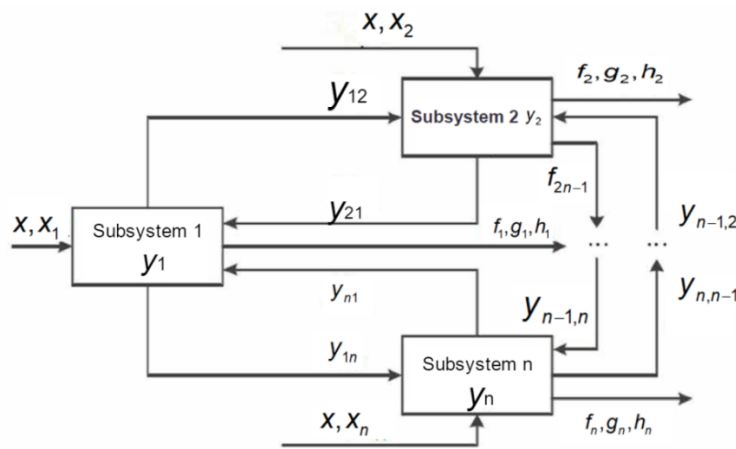 x, x₂
f₂, g₂, h₂
y₁₂
Subsystem 2 y₂
f₂ₙ₋₁
y₂₁
yₙ₋₁,₂
x, x₁
Subsystem 1
y₁
f₁, g₁, h₁
...
...
yₙ₁
yₙ₋₁,ₙ
yₙ,ₙ₋₁
y₁ₙ
Subsystem n
yₙ
x, xₙ
fₙ, gₙ, hₙ